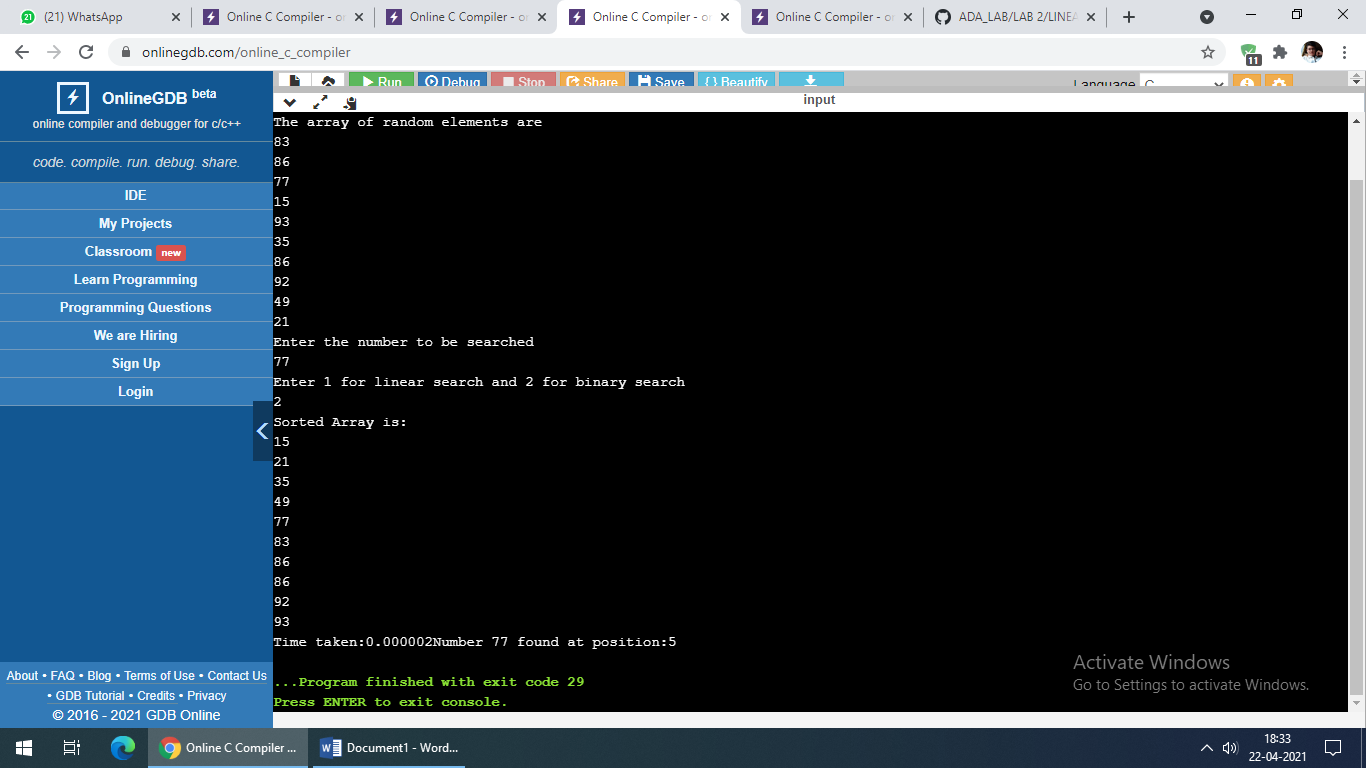 (21) WhatsApp
Online C Compiler - o
Online C Compiler - o
Online C Compiler - o
Online C Compiler - o
ADA_LAB/LAB 2/LINEA
onlinegdb.com/online_c_compiler
11
OnlineGDB beta
online compiler and debugger for c/c++
code. compile. run. debug. share.
IDE
My Projects
Classroom new
Learn Programming
Programming Questions
We are Hiring
Sign Up
Login
About • FAQ • Blog • Terms of Use • Contact Us
• GDB Tutorial • Credits • Privacy
© 2016 - 2021 GDB Online
Run Debug Stop Share Save {} Beautify Language C
input
The array of random elements are
83
86
77
15
93
35
86
92
49
21
Enter the number to be searched
77
Enter 1 for linear search and 2 for binary search
2
Sorted Array is:
15
21
35
49
77
83
86
86
92
93
Time taken:0.000002Number 77 found at position:5
...Program finished with exit code 29
Press ENTER to exit console.
Activate Windows
Go to Settings to activate Windows.
Online C Compiler ...
Document1 - Word...
18:33
22-04-2021